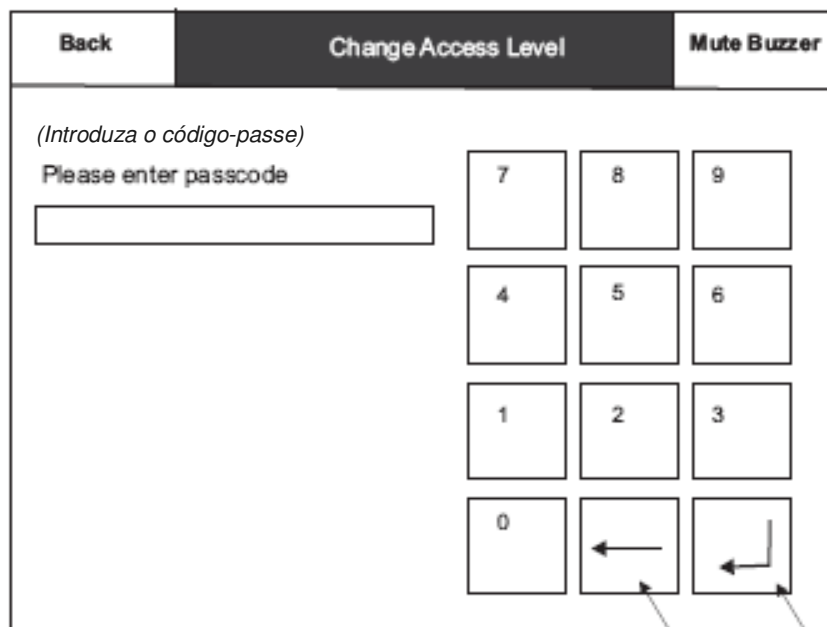 Back Change Access Level Mute Buzzer
(Introduza o código-passe)
Please enter passcode
7 8 9
4 5 6
1 2 3
0